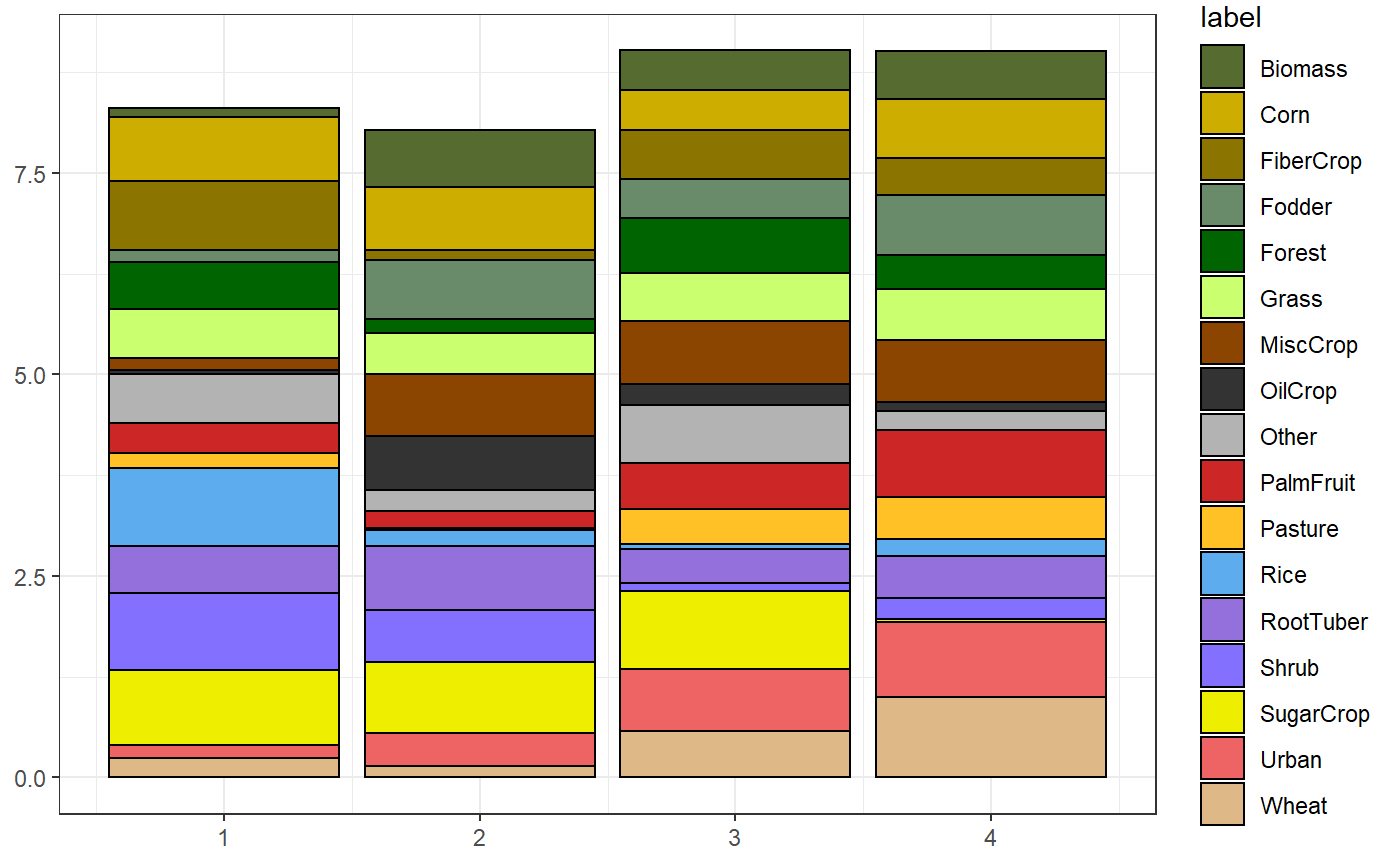 7.5
5.0
2.5
0.0
1
2
3
4
label
Biomass
Corn
FiberCrop
Fodder
Forest
Grass
MiscCrop
OilCrop
Other
PalmFruit
Pasture
Rice
RootTuber
Shrub
SugarCrop
Urban
Wheat